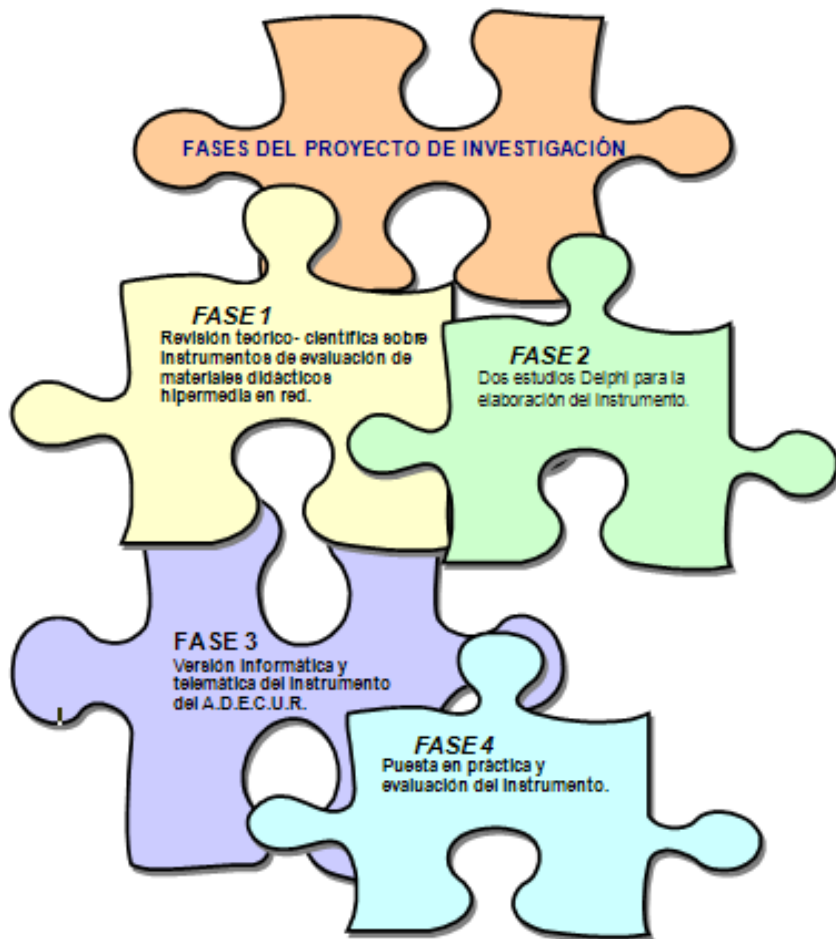 FASES DEL PROYECTO DE INVESTIGACIÓN
FASE 1
Revisión teórico- científica sobre
instrumentos de evaluación de
materiales didácticos
hipermedia en red.
FASE 2
Dos estudios Delphi para la
elaboración del instrumento.
FASE 3
Versión informática y
telemática del instrumento
del A.D.E.C.U.R.
FASE 4
Puesta en práctica y
evaluación del instrumento.